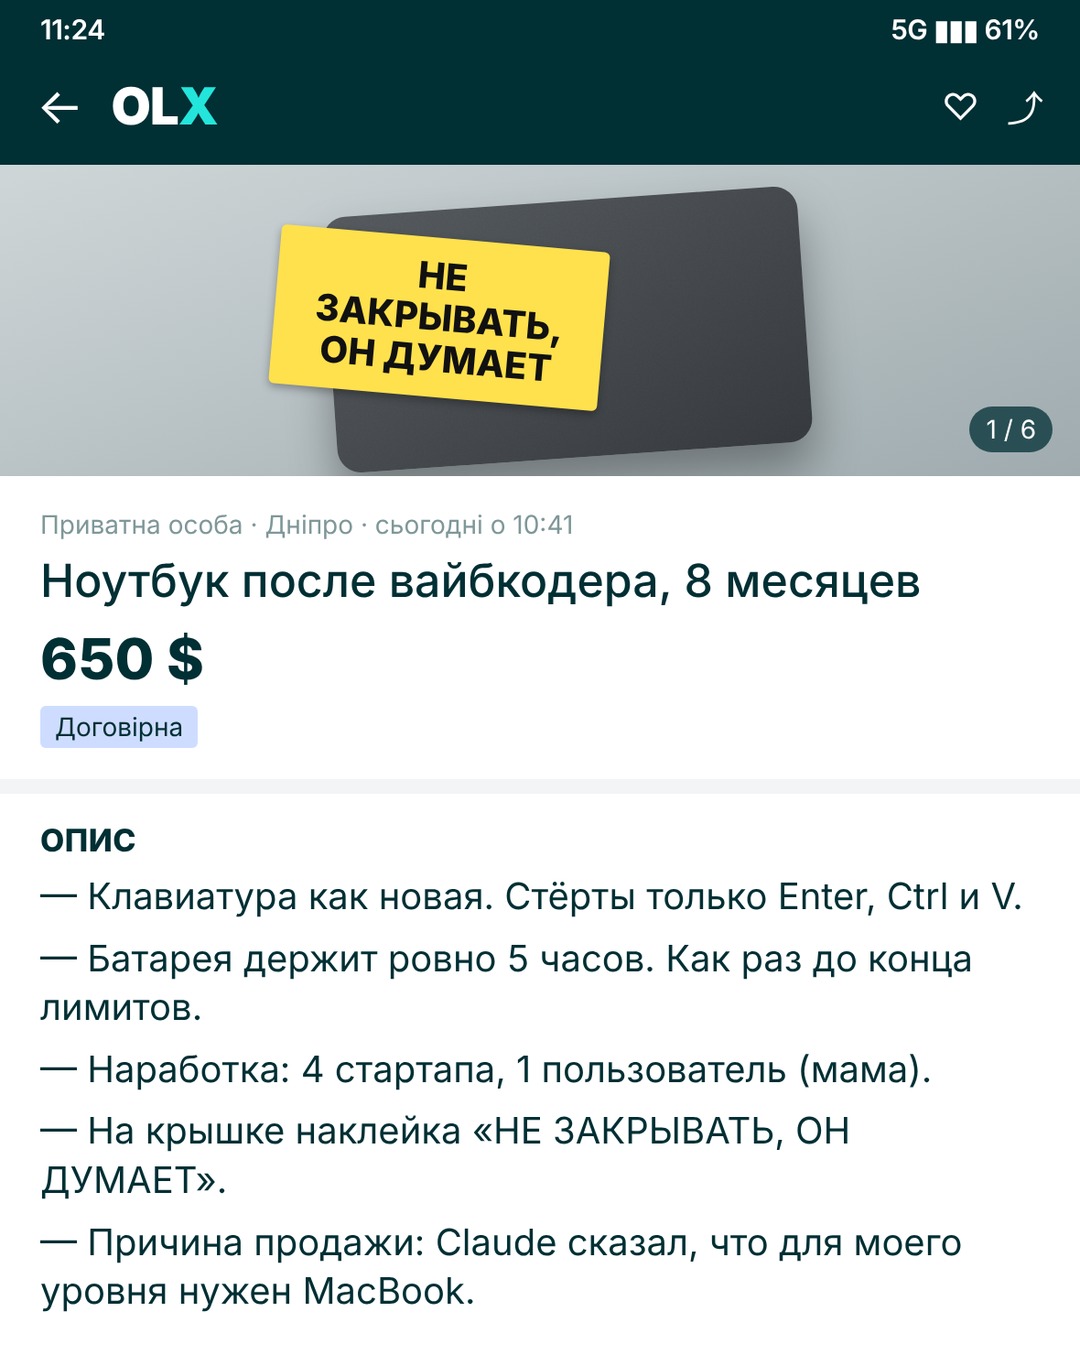 11:24
5G 61%
OLX
НЕ
ЗАКРЫВАТЬ,
ОН ДУМАЕТ
1 / 6
Приватна особа · Дніпро · сьогодні о 10:41
Ноутбук после вайбкодера, 8 месяцев
650 $
Договірна
опис
— Клавиатура как новая. Стёрты только Enter, Ctrl и V.
— Батарея держит ровно 5 часов. Как раз до конца
лимитов.
— Наработка: 4 стартапа, 1 пользователь (мама).
— На крышке наклейка «НЕ ЗАКРЫВАТЬ, ОН
ДУМАЕТ».
— Причина продажи: Claude сказал, что для моего
уровня нужен MacBook.